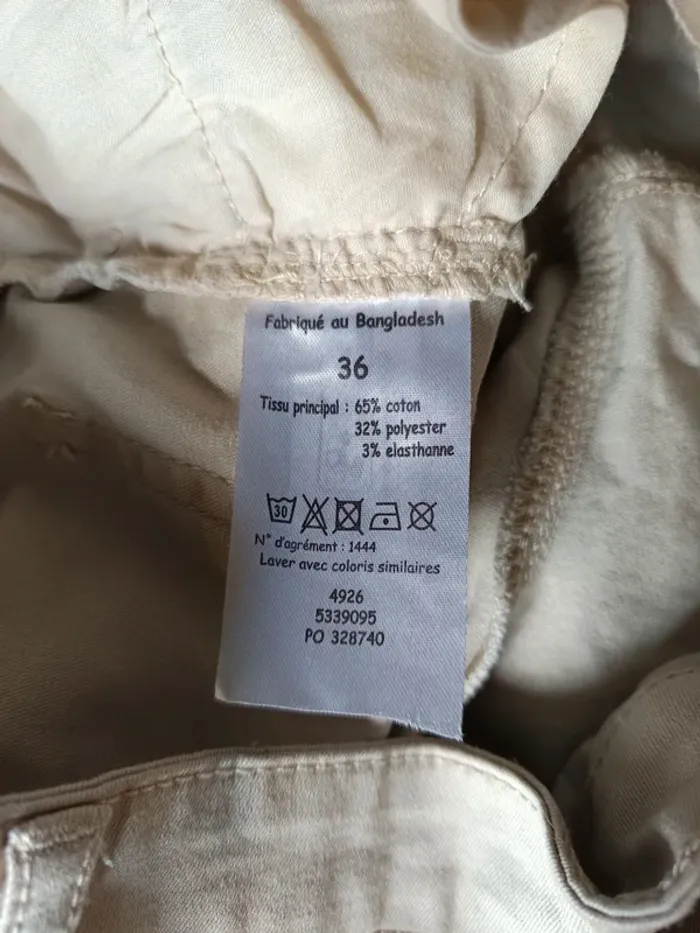 Fabriqué au Bangladesh
36
Tissu principal : 65% coton
32% polyester
3% elasthanne
30
N° d'agrément : 1444
Laver avec coloris similaires
4926
5339095
PO 328740